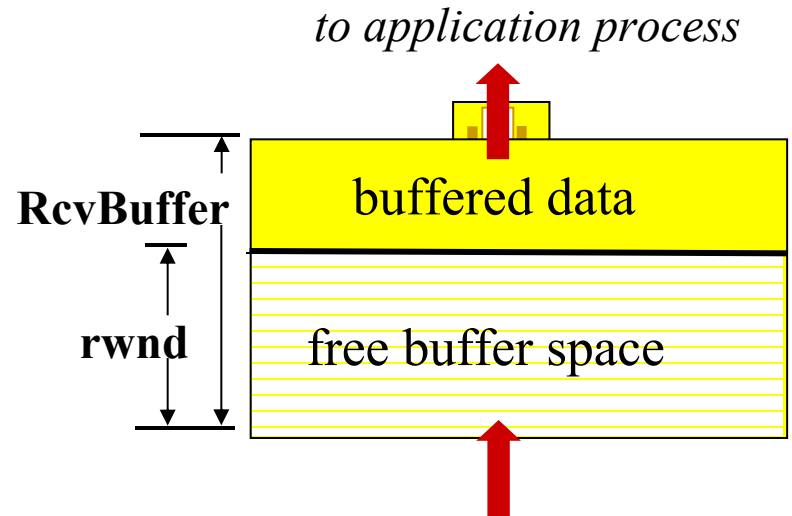 to application process
RcvBuffer
buffered data
rwnd
free buffer space